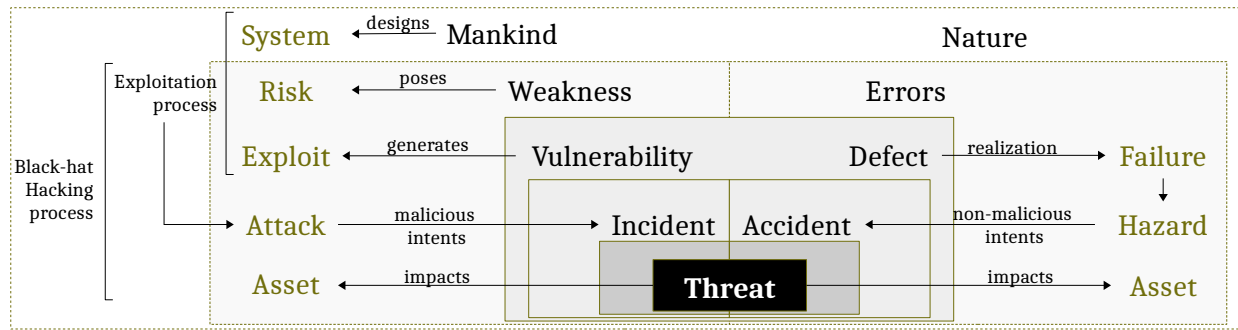 System
designs
Mankind
Nature
Exploitation
process
Risk
poses
Weakness
Errors
Black-hat
Hacking
process
Exploit
generates
Vulnerability
Defect
realization
Failure
Attack
malicious
intents
Incident
Accident
non-malicious
intents
Hazard
Asset
impacts
Threat
impacts
Asset